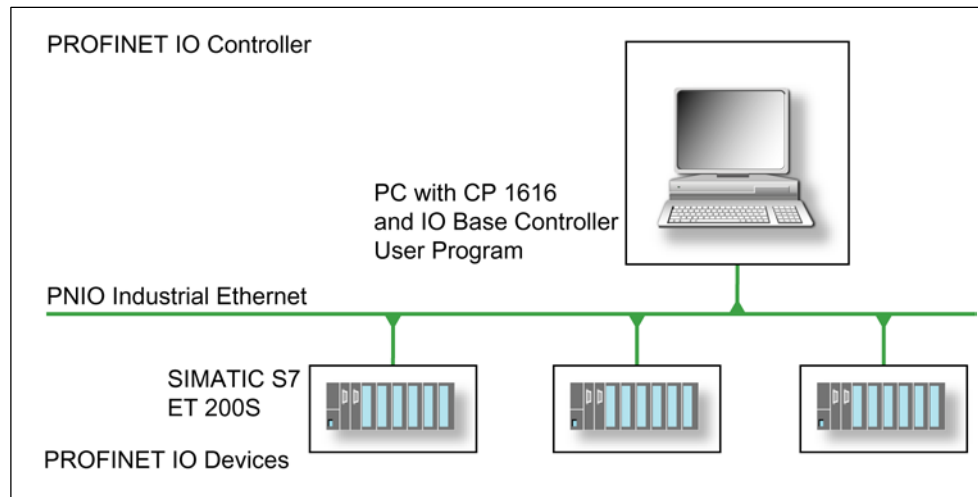 PROFINET IO Controller
PC with CP 1616
and IO Base Controller
User Program
PNIO Industrial Ethernet
SIMATIC S7
ET 200S
PROFINET IO Devices